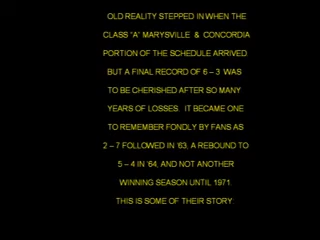 OLD REALITY STEPPED IN WHEN THE
CLASS "A" MARYSVILLE & CONCORDIA
PORTION OF THE SCHEDULE ARRIVED
BUT A FINAL RECORD OF 6 – 3 WAS
TO BE CHERISHED AFTER SO MANY
YEARS OF LOSSES. IT BECAME ONE
TO REMEMBER FONDLY BY FANS AS
2 – 7 FOLLOWED IN '63, A REBOUND TO
5 – 4 IN '64, AND NOT ANOTHER
WINNING SEASON UNTIL 1971.
THIS IS SOME OF THEIR STORY: